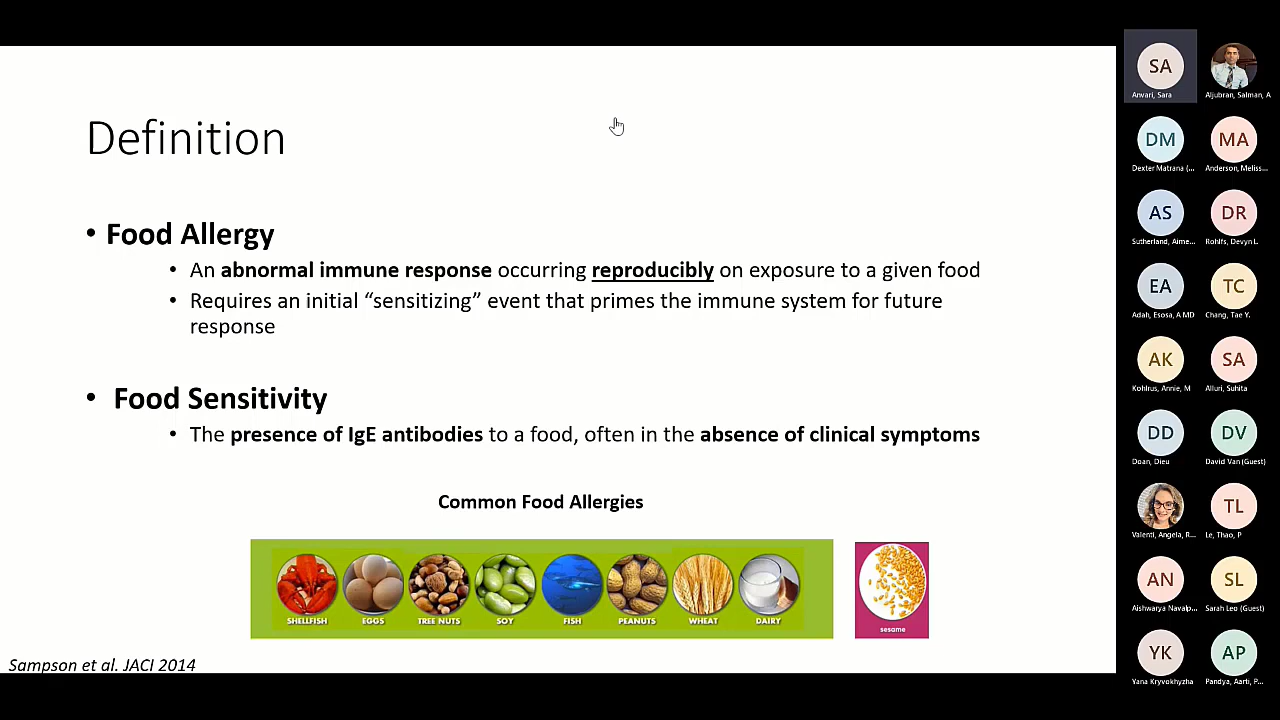 Definition
• Food Allergy
• An abnormal immune response occurring reproducibly on exposure to a given food
• Requires an initial “sensitizing” event that primes the immune system for future
response
• Food Sensitivity
• The presence of IgE antibodies to a food, often in the absence of clinical symptoms
Common Food Allergies
SHELLFISH EGGS TREE NUTS SOY FISH PEANUTS WHEAT DAIRY
sesame
Sampson et al. JACI 2014
SA
Anvari, Sara Aljubran, Salman, A
DM MA
Dexter Matrana (... Anderson, Meliss...
AS DR
Sutherland, Aime... Rohlfs, Devyn L.
EA TC
Adah, Esosa, A MD Chang, Tae Y.
AK SA
Kohlrus, Annie, M Alluri, Suhita
DD DV
Doan, Dieu David Van (Guest)
TL
Valenti, Angela, R... Le, Thao, P
AN SL
Aishwarya Navalp... Sarah Leo (Guest)
YK AP
Yana Kryvokhyzha Pandya, Aarti, P...